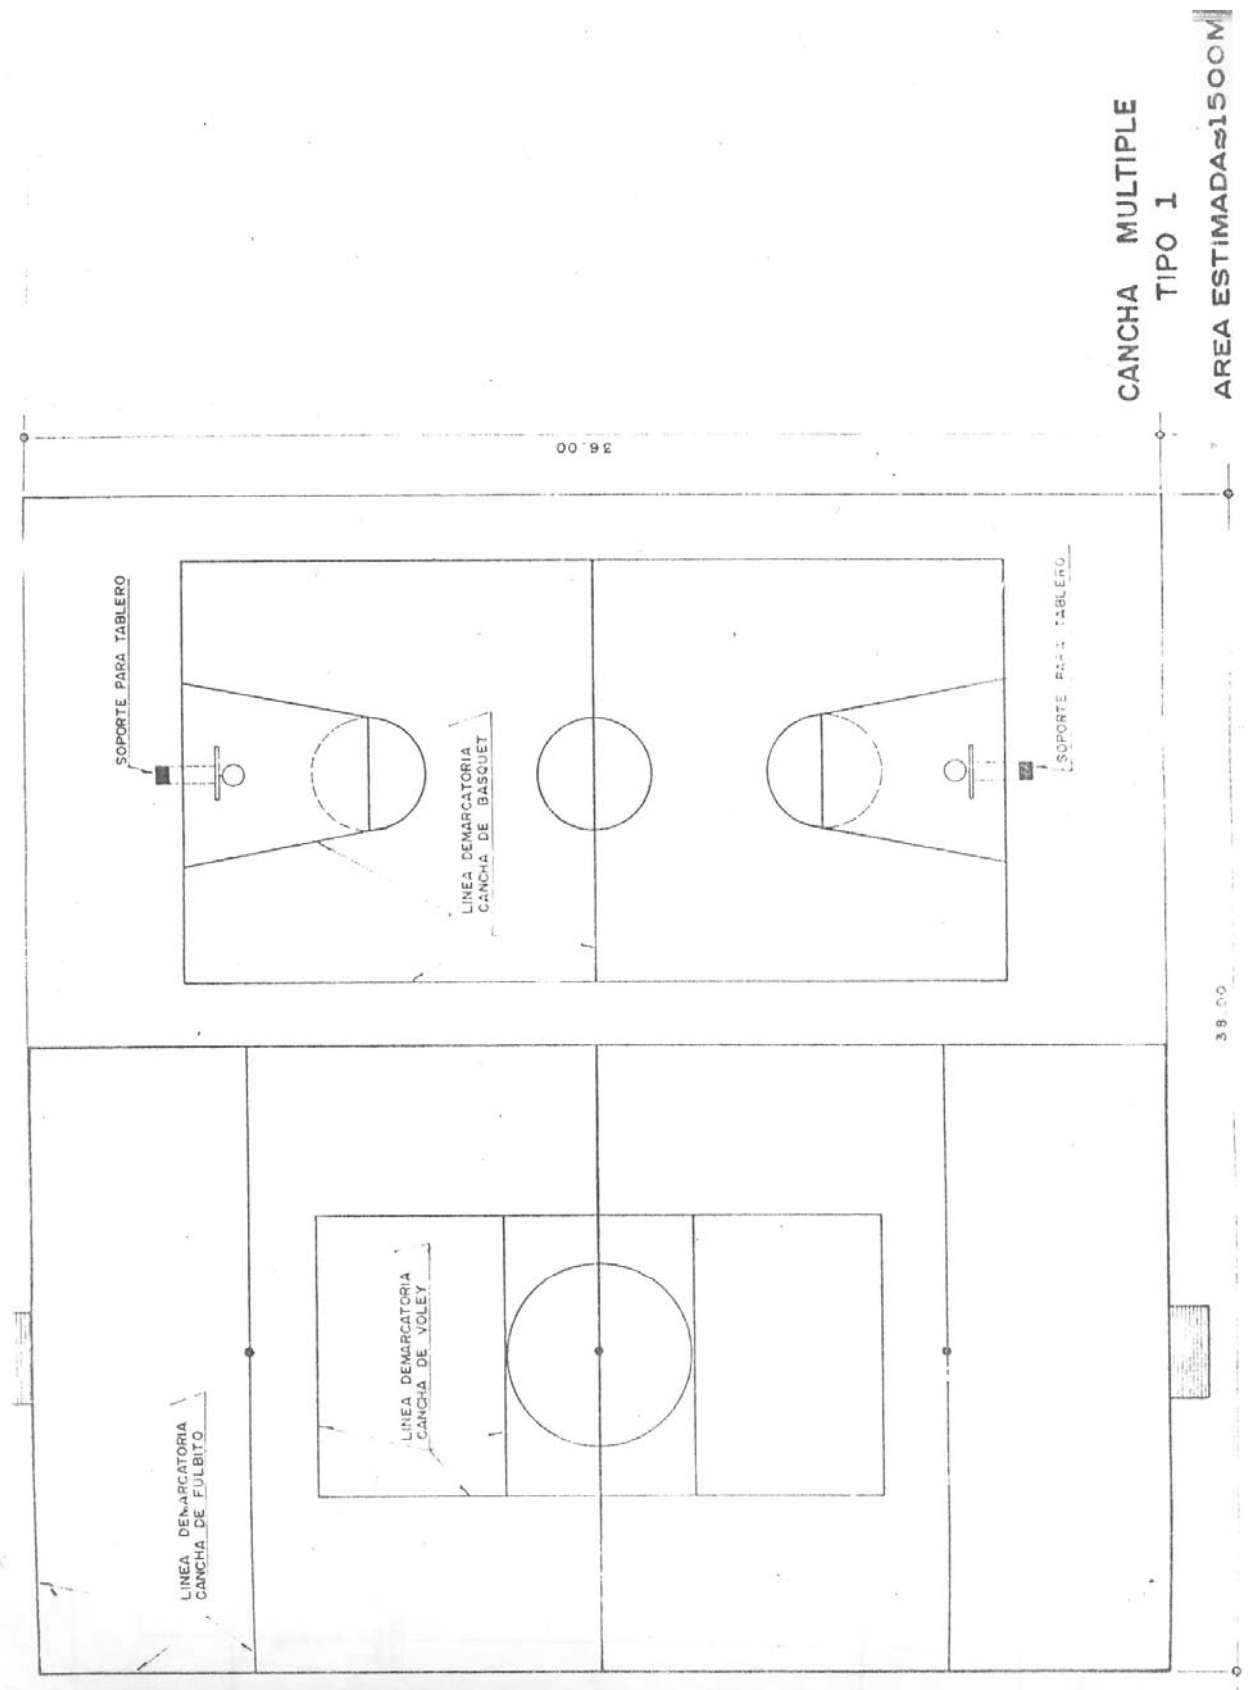 CANCHA MULTIPLE
TIPO 1
AREA ESTIMADA≈1500M
36.00
38.00
SOPORTE PARA TABLERO
LINEA DEMARCATORIA
CANCHA DE BASQUET
SOPORTE PARA TABLERO
LINEA DEMARCATORIA
CANCHA DE VOLEY
LINEA DEMARCATORIA
CANCHA DE FULBITO